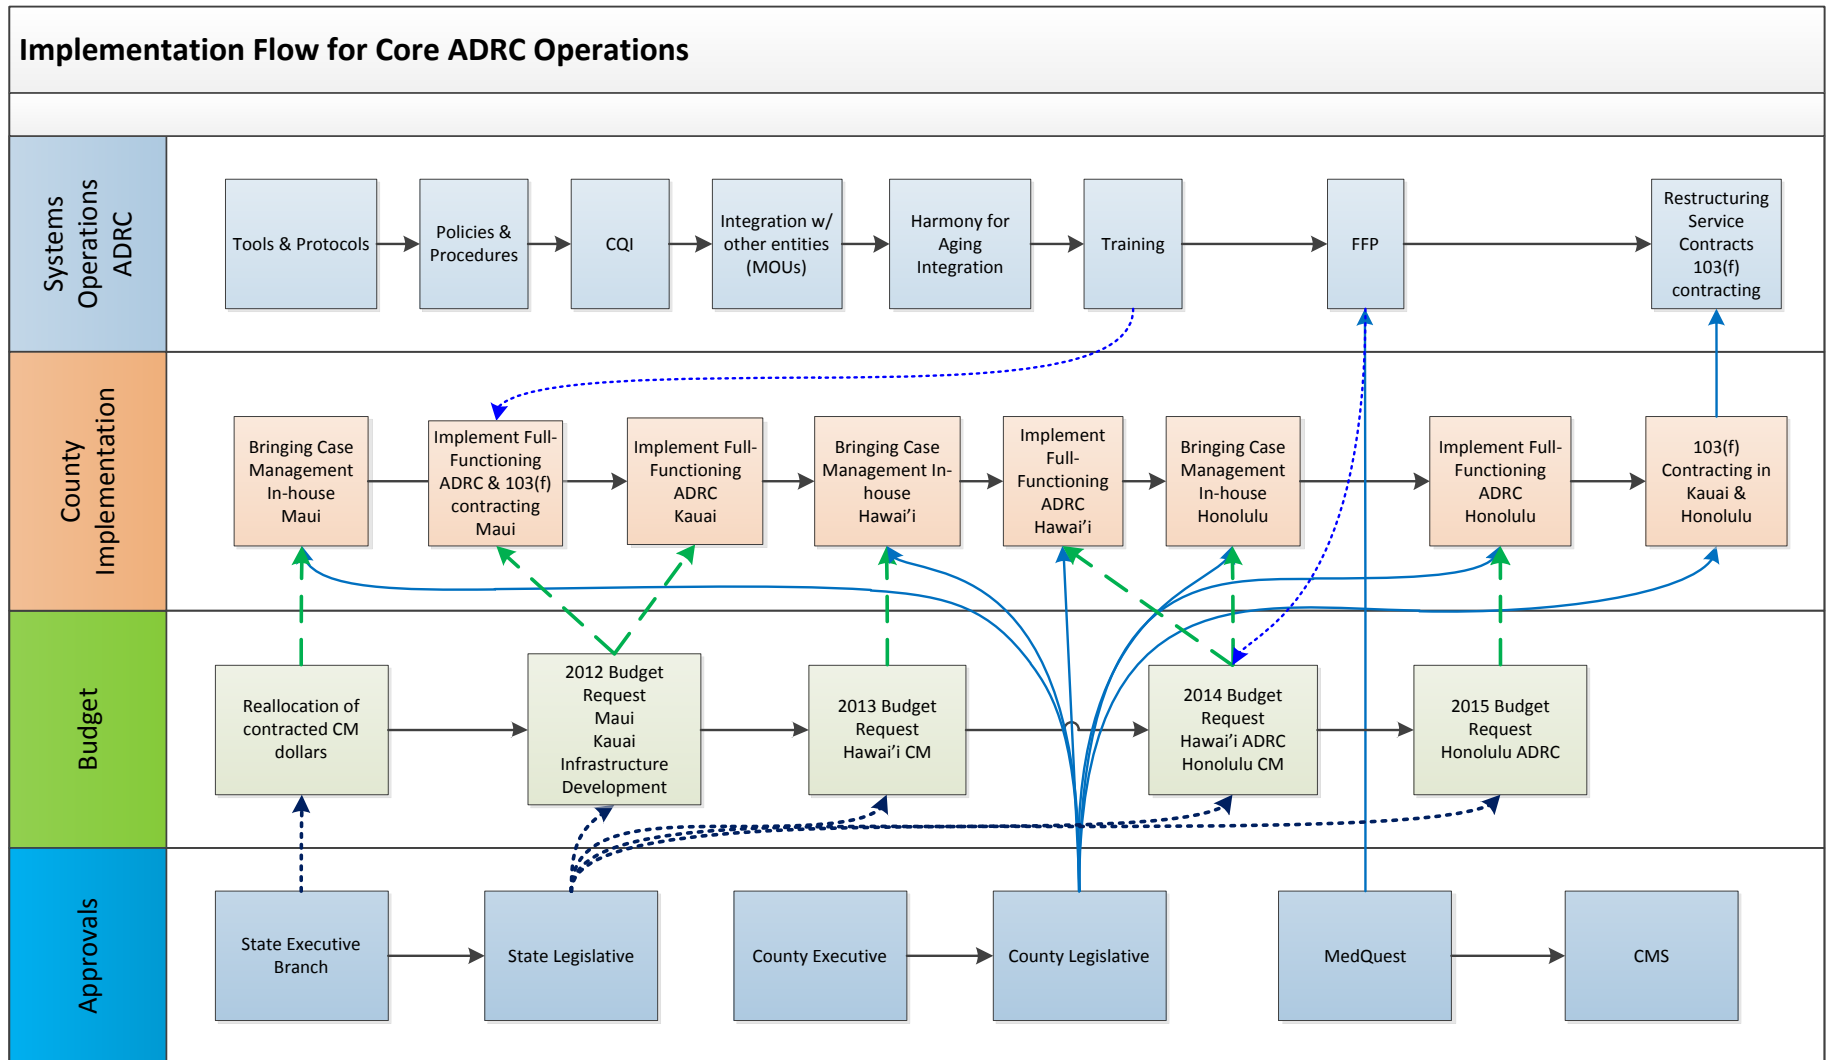 Implementation Flow for Core ADRC Operations
Systems
Operations
ADRC
Tools & Protocols
Policies &
Procedures
CQI
Integration w/
other entities
(MOUs)
Harmony for
Aging
Integration
Training
FFP
Restructuring
Service
Contracts
103(f)
contracting
County
Implementation
Bringing Case
Management
In-house
Maui
Implement Full-
Functioning
ADRC & 103(f)
contracting
Maui
Implement Full-
Functioning
ADRC
Kauai
Bringing Case
Management In-
house
Hawai’i
Implement
Full-
Functioning
ADRC
Hawai’i
Bringing Case
Management
In-house
Honolulu
Implement Full-
Functioning
ADRC
Honolulu
103(f)
Contracting in
Kauai &
Honolulu
Budget
Reallocation of
contracted CM
dollars
2012 Budget
Request
Maui
Kauai
Infrastructure
Development
2013 Budget
Request
Hawai’i CM
2014 Budget
Request
Hawai’i ADRC
Honolulu CM
2015 Budget
Request
Honolulu ADRC
Approvals
State Executive
Branch
State Legislative
County Executive
County Legislative
MedQuest
CMS